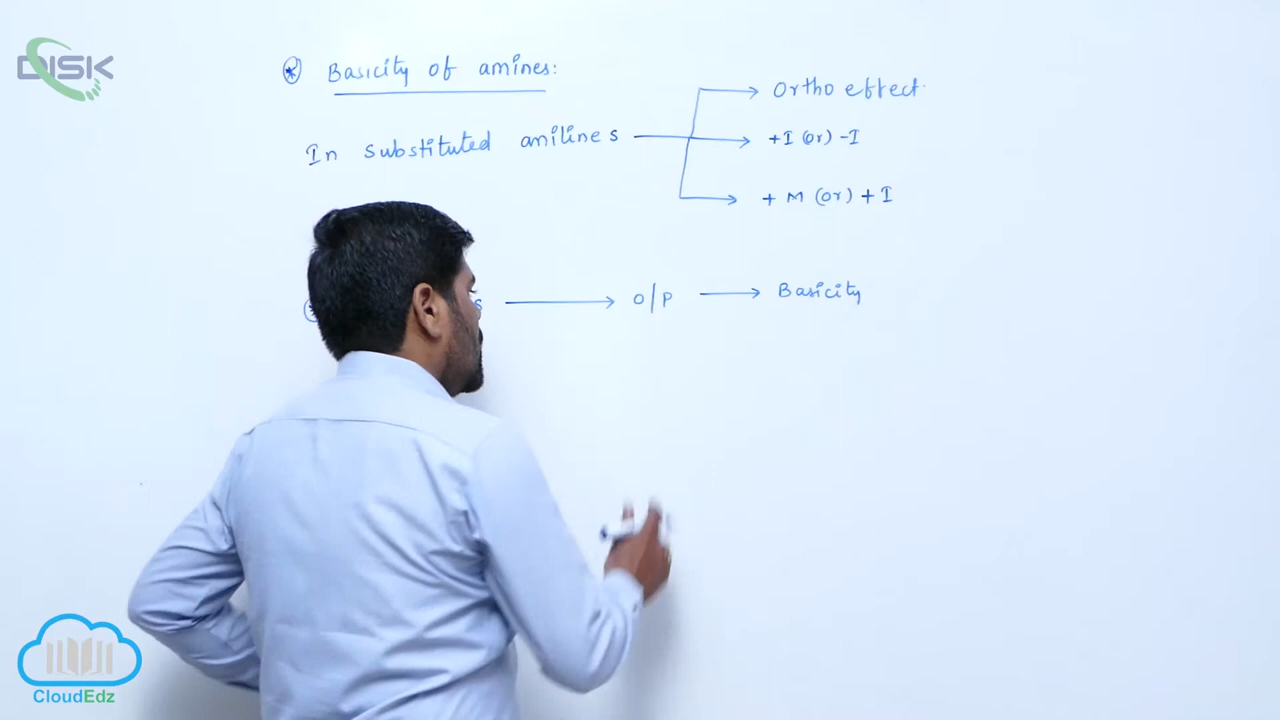 DISK
⊛ Basicity of amines:
In substituted anilines
Ortho effect
+I (or) -I
+ M (or) + I
s → O/P → Basicity
CloudEdz